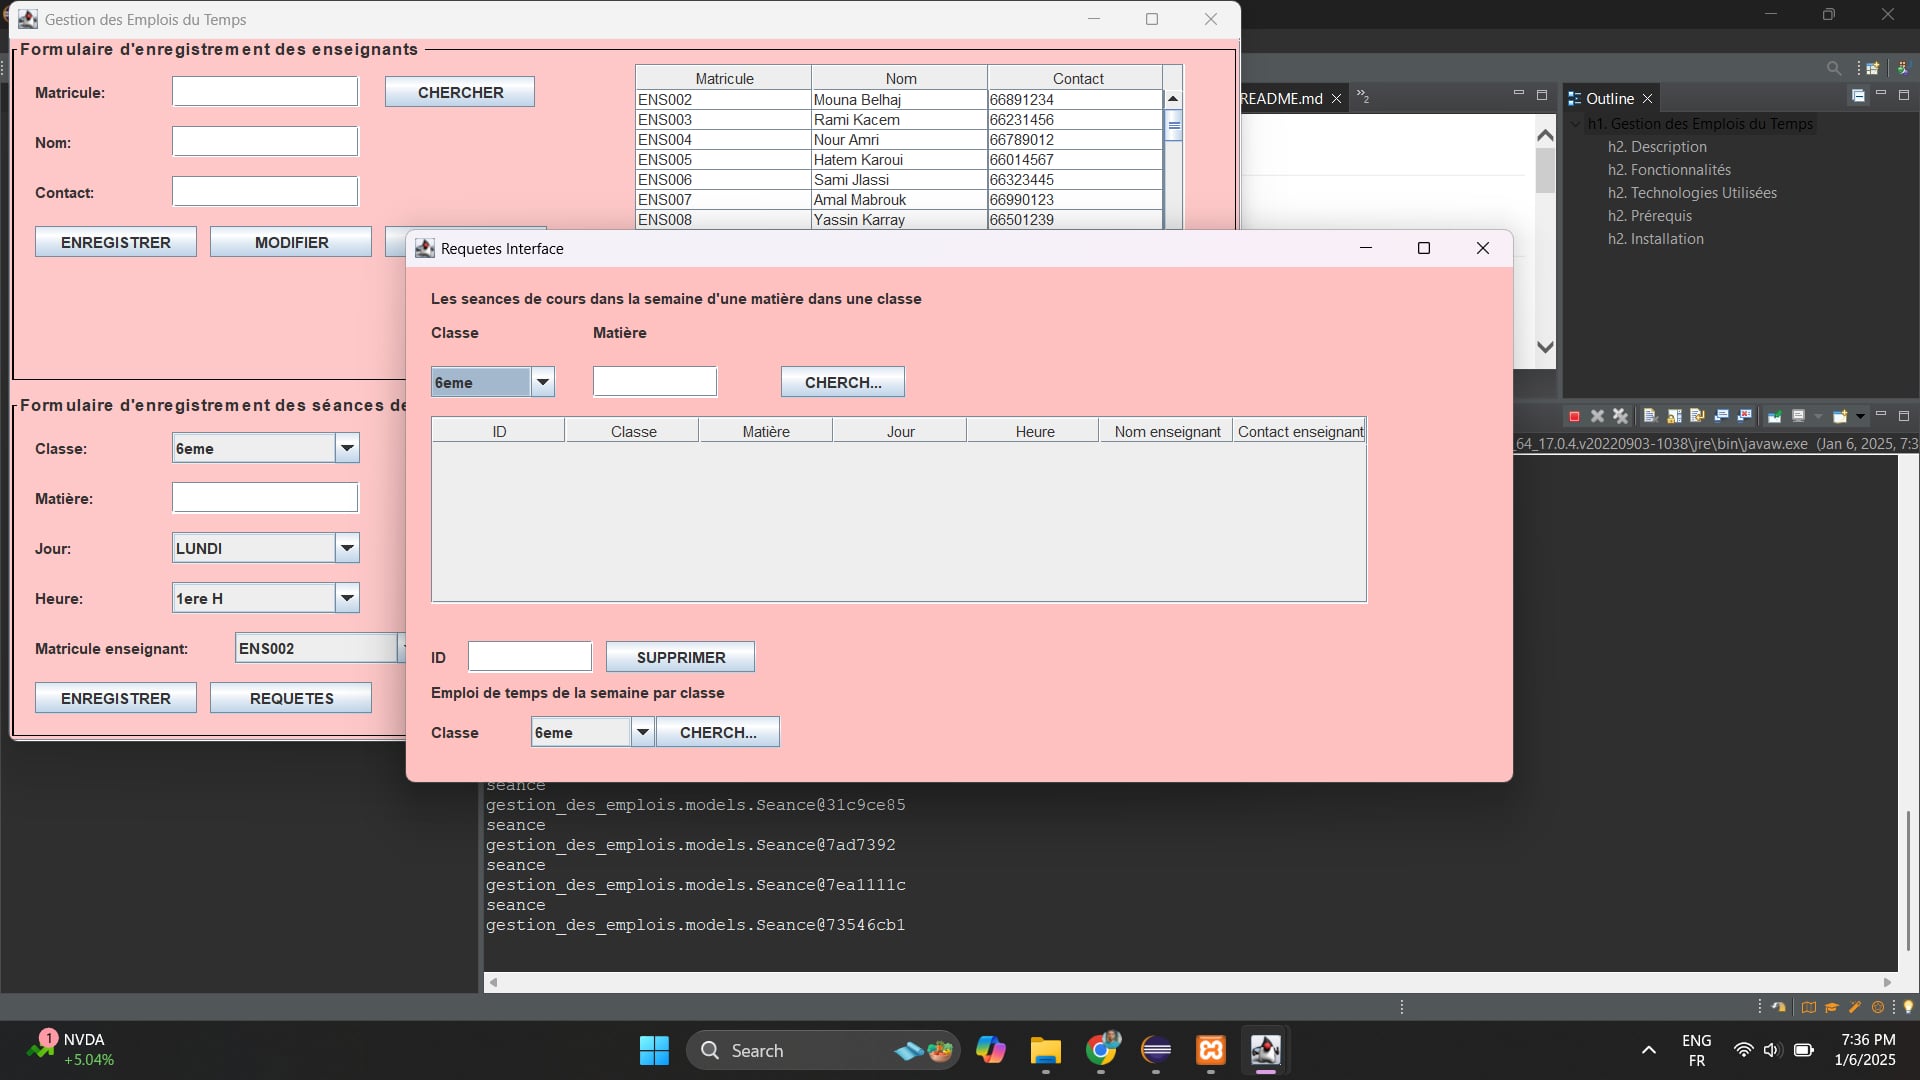 Gestion des Emplois du Temps
Formulaire d'enregistrement des enseignants
Matricule:
CHERCHER
Nom:
Contact:
ENREGISTRER
MODIFIER
Matricule Nom Contact
ENS002 Mouna Belhaj 66891234
ENS003 Rami Kacem 66231456
ENS004 Nour Amri 66789012
ENS005 Hatem Karoui 66014567
ENS006 Sami Jlassi 66323445
ENS007 Amal Mabrouk 66990123
ENS008 Yassin Karray 66501239
README.md
2
Outline
h1. Gestion des Emplois du Temps
h2. Description
h2. Fonctionnalités
h2. Technologies Utilisées
h2. Prérequis
h2. Installation
Requetes Interface
Les seances de cours dans la semaine d'une matière dans une classe
Classe Matière
6eme
CHERCH...
ID Classe Matière Jour Heure Nom enseignant Contact enseignant
ID
SUPPRIMER
Emploi de temps de la semaine par classe
Classe
6eme
CHERCH...
Formulaire d'enregistrement des séances de
Classe:
6eme
Matière:
Jour:
LUNDI
Heure:
1ere H
Matricule enseignant:
ENS002
ENREGISTRER
REQUETES
_64_17.0.4.v20220903-1038\jre\bin\javaw.exe (Jan 6, 2025, 7:3
seance
gestion_des_emplois.models.Seance@31c9ce85
seance
gestion_des_emplois.models.Seance@7ad7392
seance
gestion_des_emplois.models.Seance@7ea1111c
seance
gestion_des_emplois.models.Seance@73546cb1
1
NVDA
+5.04%
Search
ENG
FR
7:36 PM
1/6/2025